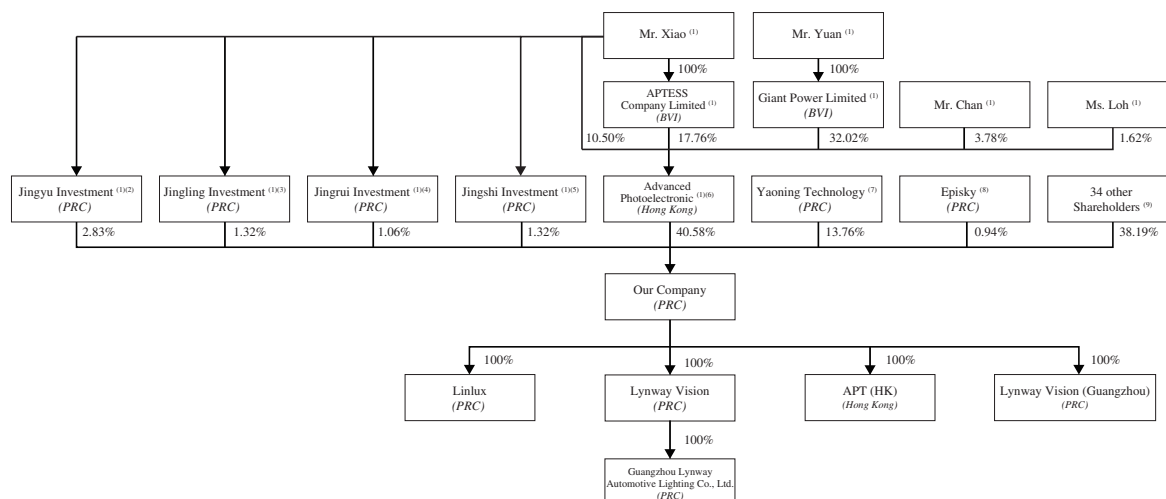 Mr. Xiao (1)
Mr. Yuan (1)
100%
100%
APTESS
Company Limited (1)
(BVI)
Giant Power Limited (1)
(BVI)
Mr. Chan (1)
Ms. Loh (1)
10.50%
17.76%
32.02%
3.78%
1.62%
Jingyu Investment (1)(2)
(PRC)
Jingling Investment (1)(3)
(PRC)
Jingrui Investment (1)(4)
(PRC)
Jingshi Investment (1)(5)
(PRC)
Advanced
Photoelectronic (1)(6)
(Hong Kong)
Yaoning Technology (7)
(PRC)
Episky (8)
(PRC)
34 other
Shareholders (9)
2.83%
1.32%
1.06%
1.32%
40.58%
13.76%
0.94%
38.19%
Our Company
(PRC)
100%
100%
100%
100%
Linlux
(PRC)
Lynway Vision
(PRC)
APT (HK)
(Hong Kong)
Lynway Vision (Guangzhou)
(PRC)
100%
Guangzhou Lynway
Automotive Lighting Co., Ltd.
(PRC)